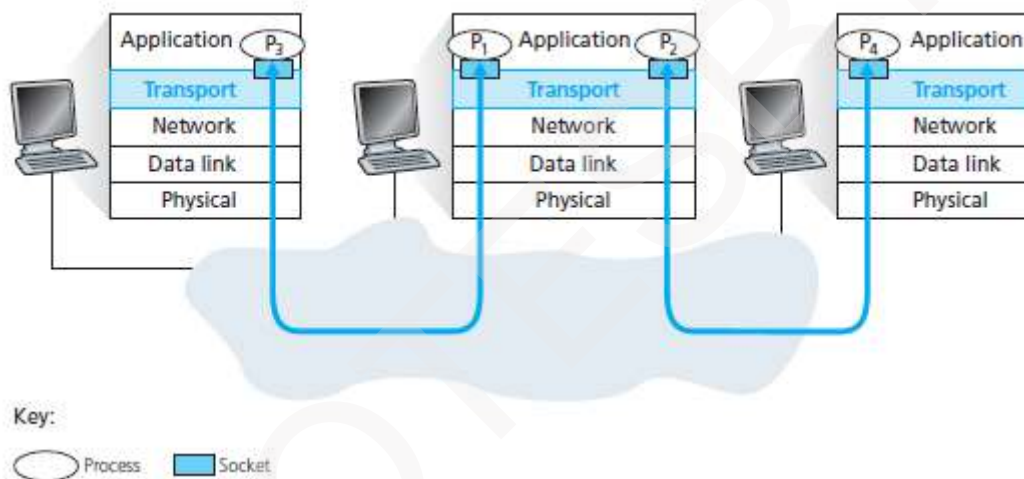 Application P3
Transport
Network
Data link
Physical
P1 Application P2
Transport
Network
Data link
Physical
P4 Application
Transport
Network
Data link
Physical
Key:
Process Socket